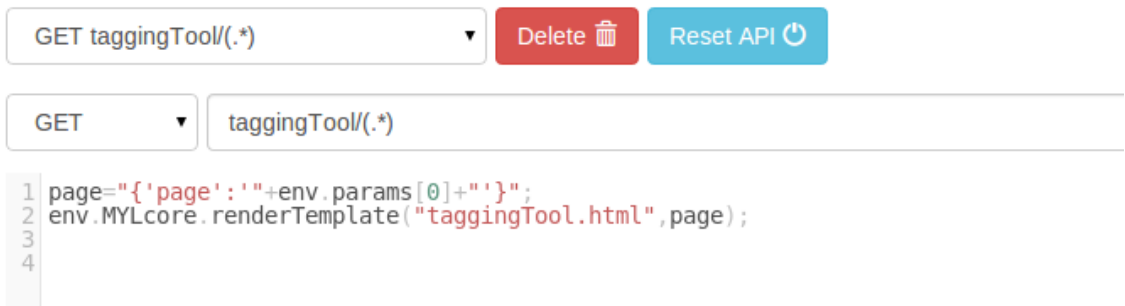 GET taggingTool/(.*) Delete Reset API
GET taggingTool/(.*)
1 page="{'page':'"+env.params[0]+"'}";
2 env.MYLcore.renderTemplate("taggingTool.html",page);
3
4